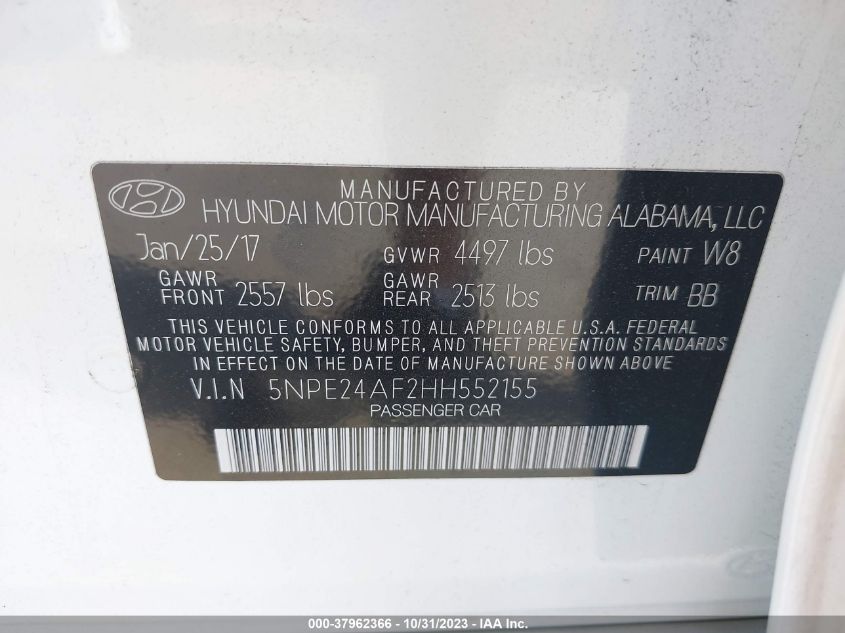 MANUFACTURED BY
HYUNDAI MOTOR MANUFACTURING ALABAMA, LLC
Jan/25/17 GVWR 4497 lbs PAINT W8
GAWR FRONT 2557 lbs GAWR REAR 2513 lbs TRIM BB
THIS VEHICLE CONFORMS TO ALL APPLICABLE U.S.A. FEDERAL
MOTOR VEHICLE SAFETY, BUMPER, AND THEFT PREVENTION STANDARDS
IN EFFECT ON THE DATE OF MANUFACTURE SHOWN ABOVE
V.I.N 5NPE24AF2HH552155
PASSENGER CAR
000-37962366 - 10/31/2023 - Copyright © IAA, Inc.